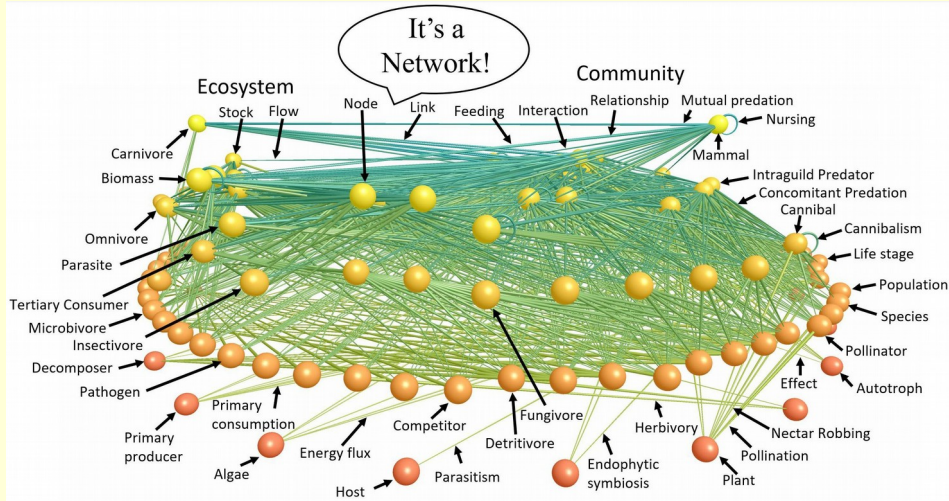 It's a
Network!
Ecosystem
Community
Stock
Flow
Node
Link
Feeding
Interaction
Relationship
Mutual predation
Nursing
Carnivore
Mammal
Biomass
Intraguild Predator
Concomitant Predation
Cannibal
Omnivore
Cannibalism
Parasite
Life stage
Tertiary Consumer
Population
Microbivore
Species
Insectivore
Pollinator
Decomposer
Effect
Autotroph
Pathogen
Primary
consumption
Fungivore
Competitor
Herbivory
Nectar Robbing
Primary
producer
Detritivore
Energy flux
Pollination
Algae
Parasitism
Endophytic
symbiosis
Plant
Host